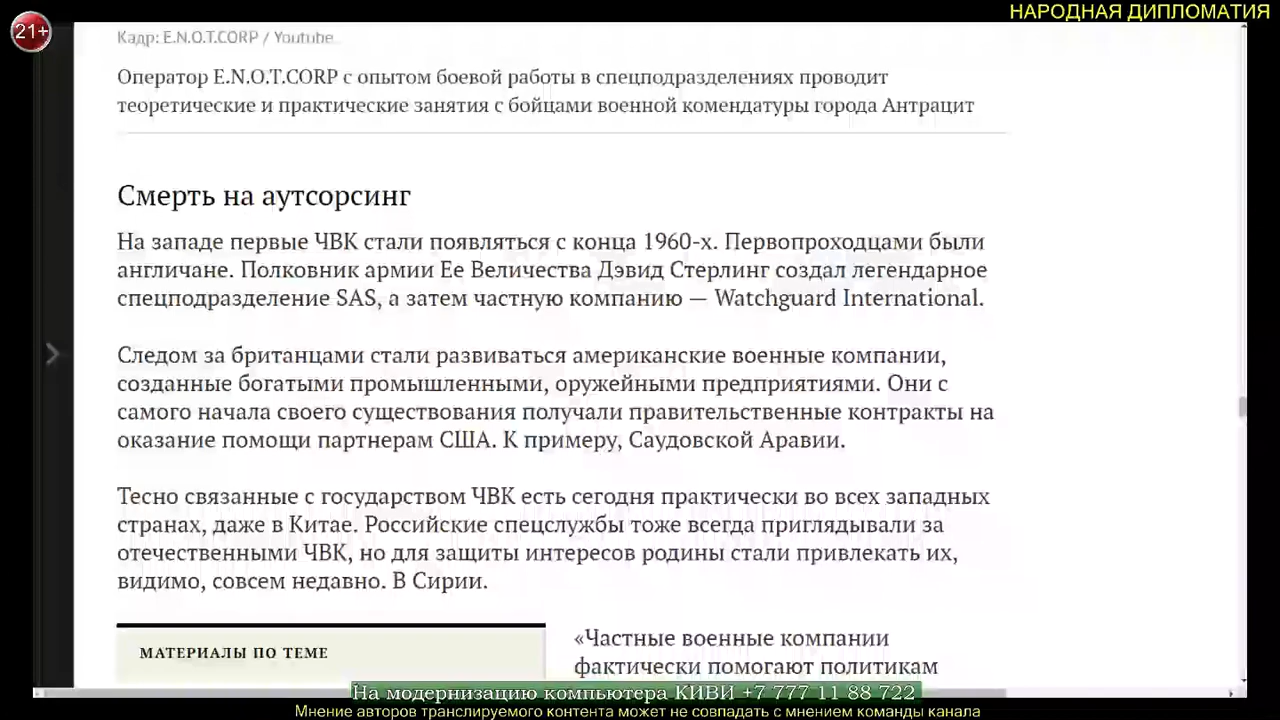 НАРОДНАЯ ДИПЛОМАТИЯ
21+
Кадр: E.N.O.T.CORP / Youtube
Оператор E.N.O.T.CORP с опытом боевой работы в спецподразделениях проводит
теоретические и практические занятия с бойцами военной комендатуры города Антрацит
Смерть на аутсорсинг
На западе первые ЧВК стали появляться с конца 1960-х. Первопроходцами были
англичане. Полковник армии Ее Величества Дэвид Стерлинг создал легендарное
спецподразделение SAS, а затем частную компанию — Watchguard International.
Следом за британцами стали развиваться американские военные компании,
созданные богатыми промышленными, оружейными предприятиями. Они с
самого начала своего существования получали правительственные контракты на
оказание помощи партнерам США. К примеру, Саудовской Аравии.
Тесно связанные с государством ЧВК есть сегодня практически во всех западных
странах, даже в Китае. Российские спецслужбы тоже всегда приглядывали за
отечественными ЧВК, но для защиты интересов родины стали привлекать их,
видимо, совсем недавно. В Сирии.
МАТЕРИАЛЫ ПО ТЕМЕ
«Частные военные компании
фактически помогают политикам
На модернизацию компьютера КИВИ +7 777 11 88 722
Мнение авторов транслируемого контента может не совпадать с мнением команды канала